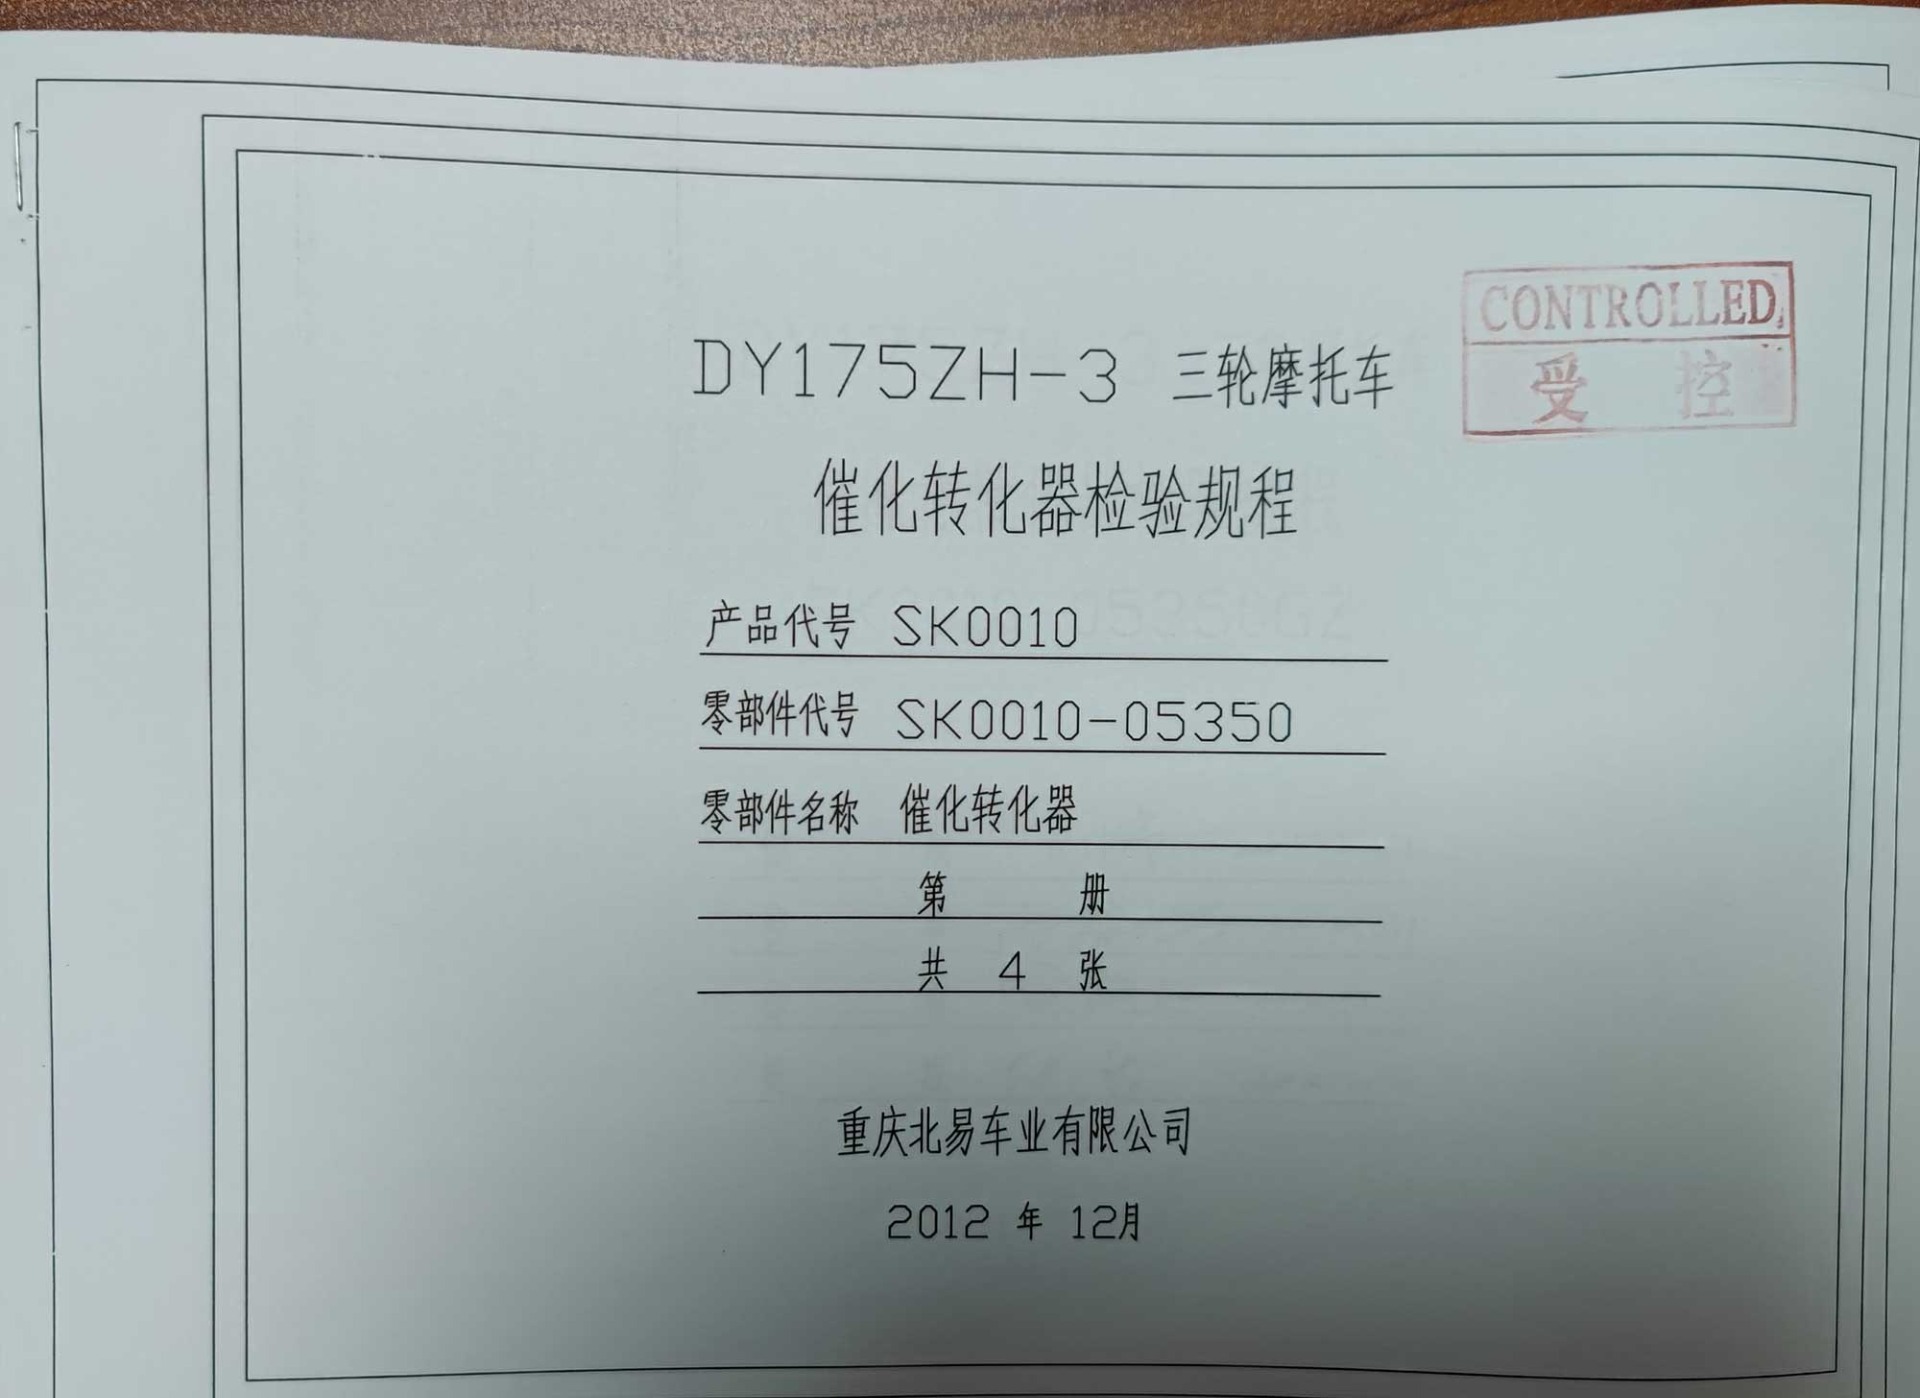 CONTROLLED
受 控
DY175ZH-3 三轮摩托车
催化转化器检验规程
产品代号 SK0010
零部件代号 SK0010-05350
零部件名称 催化转化器
第 册
共 4 张
重庆北易车业有限公司
2012 年 12月